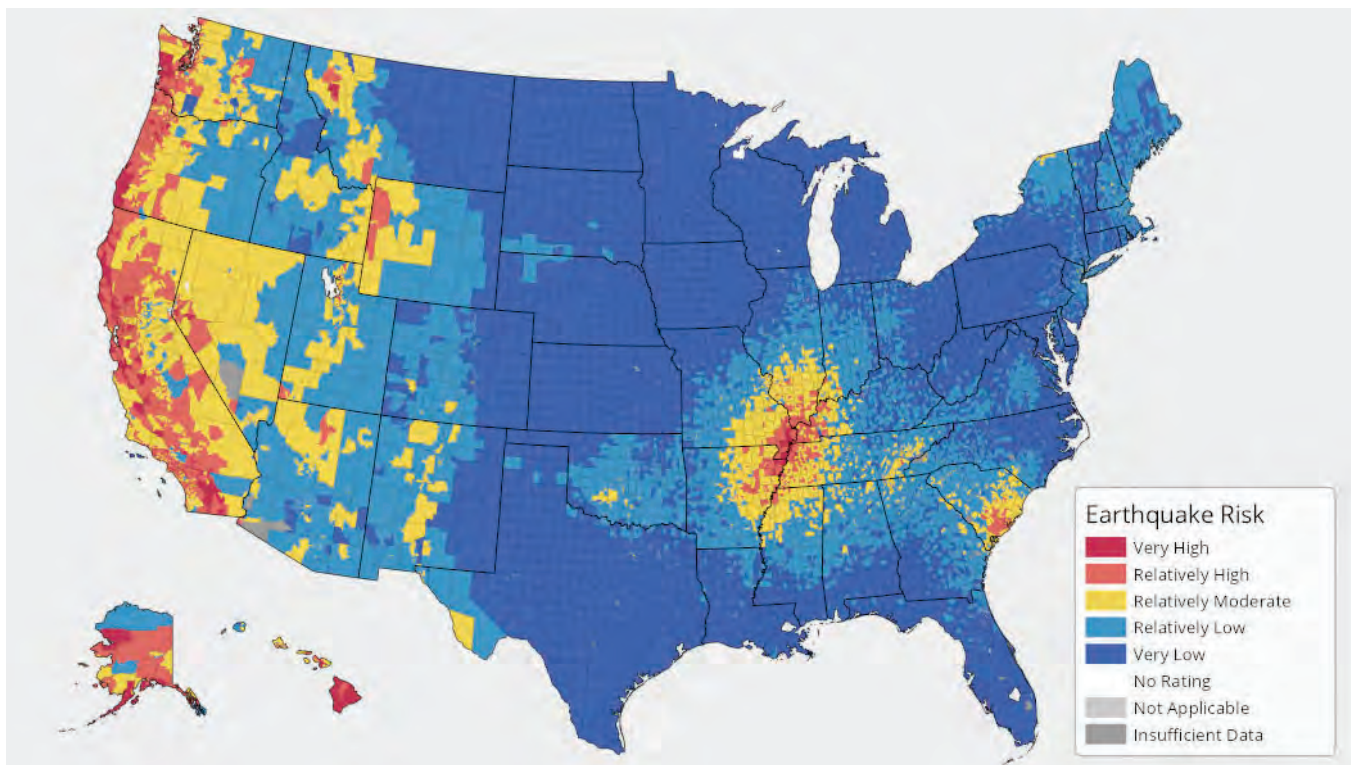 Earthquake Risk
Very High
Relatively High
Relatively Moderate
Relatively Low
Very Low
No Rating
Not Applicable
Insufficient Data